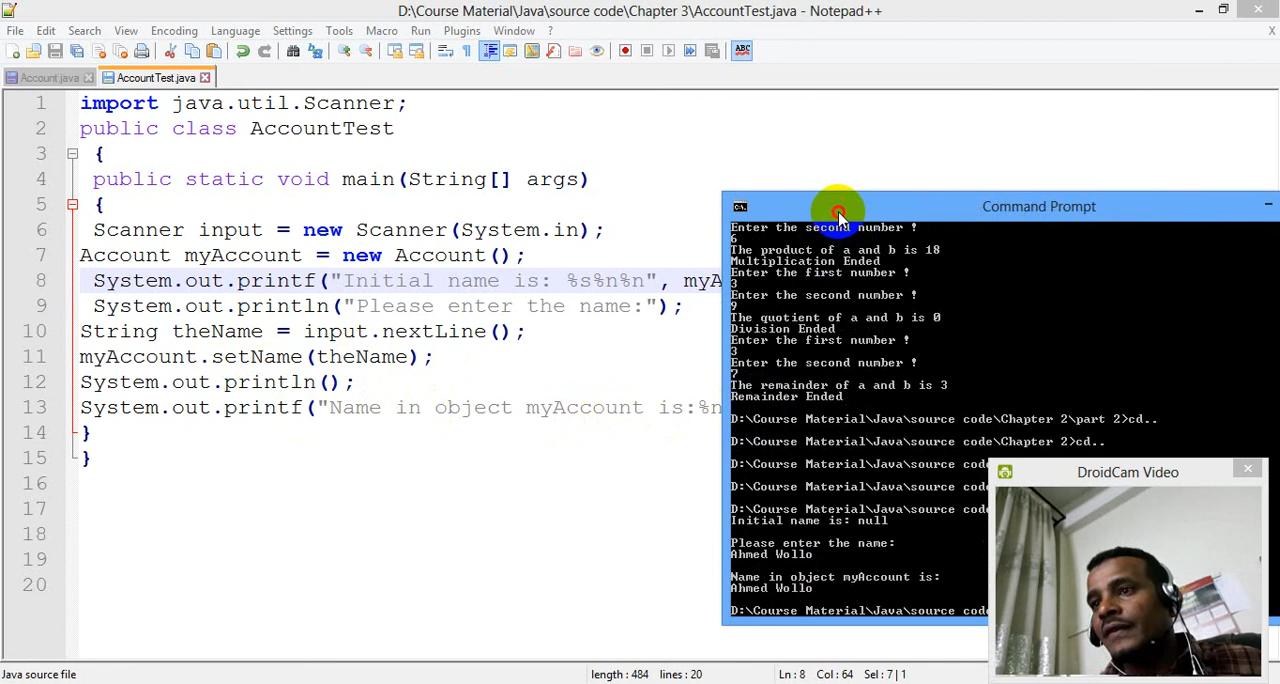 D:\Course Material\Java\source code\Chapter 3\AccountTest.java - Notepad++
File Edit Search View Encoding Language Settings Tools Macro Run Plugins Window ? X
ABC
Account.java AccountTest.java
1 import java.util.Scanner;
2 public class AccountTest
3 {
4 public static void main(String[] args)
5 {
6 Scanner input = new Scanner(System.in);
7 Account myAccount = new Account();
8 System.out.printf("Initial name is: %s%n%n", myA
9 System.out.println("Please enter the name:");
10 String theName = input.nextLine();
11 myAccount.setName(theName);
12 System.out.println();
13 System.out.printf("Name in object myAccount is:%n
14 }
15 }
16
17
18
19
20
Command Prompt
Enter the second number !
6
The product of a and b is 18
Multiplication Ended
Enter the first number !
3
Enter the second number !
9
The quotient of a and b is 0
Division Ended
Enter the first number !
3
Enter the second number !
7
The remainder of a and b is 3
Remainder Ended
D:\Course Material\Java\source code\Chapter 2\part 2>cd..
D:\Course Material\Java\source code\Chapter 2>cd..
D:\Course Material\Java\source cod
D:\Course Material\Java\source cod
D:\Course Material\Java\source cod
Initial name is: null
Please enter the name:
Ahmed Wollo
Name in object myAccount is:
Ahmed Wollo
D:\Course Material\Java\source cod
DroidCam Video
Java source file length : 484 lines : 20 Ln : 8 Col : 64 Sel : 7 | 1